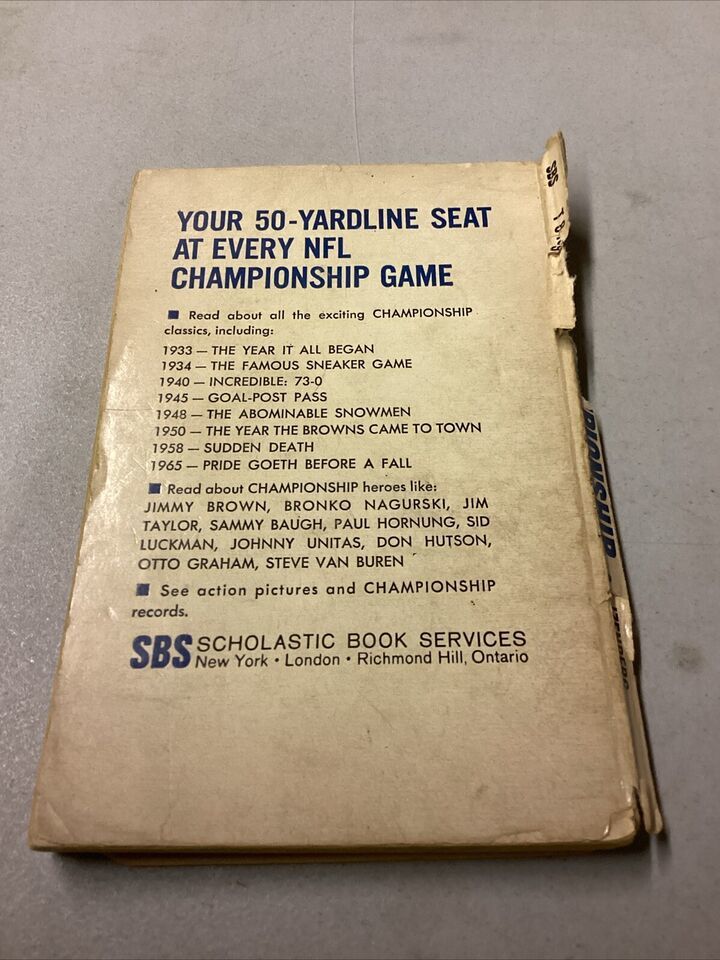 YOUR 50-YARDLINE SEAT
AT EVERY NFL
CHAMPIONSHIP GAME
■ Read about all the exciting CHAMPIONSHIP
classics, including:
1933 — THE YEAR IT ALL BEGAN
1934 — THE FAMOUS SNEAKER GAME
1940 — INCREDIBLE: 73-0
1945 — GOAL-POST PASS
1948 — THE ABOMINABLE SNOWMEN
1950 — THE YEAR THE BROWNS CAME TO TOWN
1958 — SUDDEN DEATH
1965 — PRIDE GOETH BEFORE A FALL
■ Read about CHAMPIONSHIP heroes like:
JIMMY BROWN, BRONKO NAGURSKI, JIM
TAYLOR, SAMMY BAUGH, PAUL HORNUNG, SID
LUCKMAN, JOHNNY UNITAS, DON HUTSON,
OTTO GRAHAM, STEVE VAN BUREN
■ See action pictures and CHAMPIONSHIP
records.
SBS SCHOLASTIC BOOK SERVICES
New York • London • Richmond Hill, Ontario
SBS